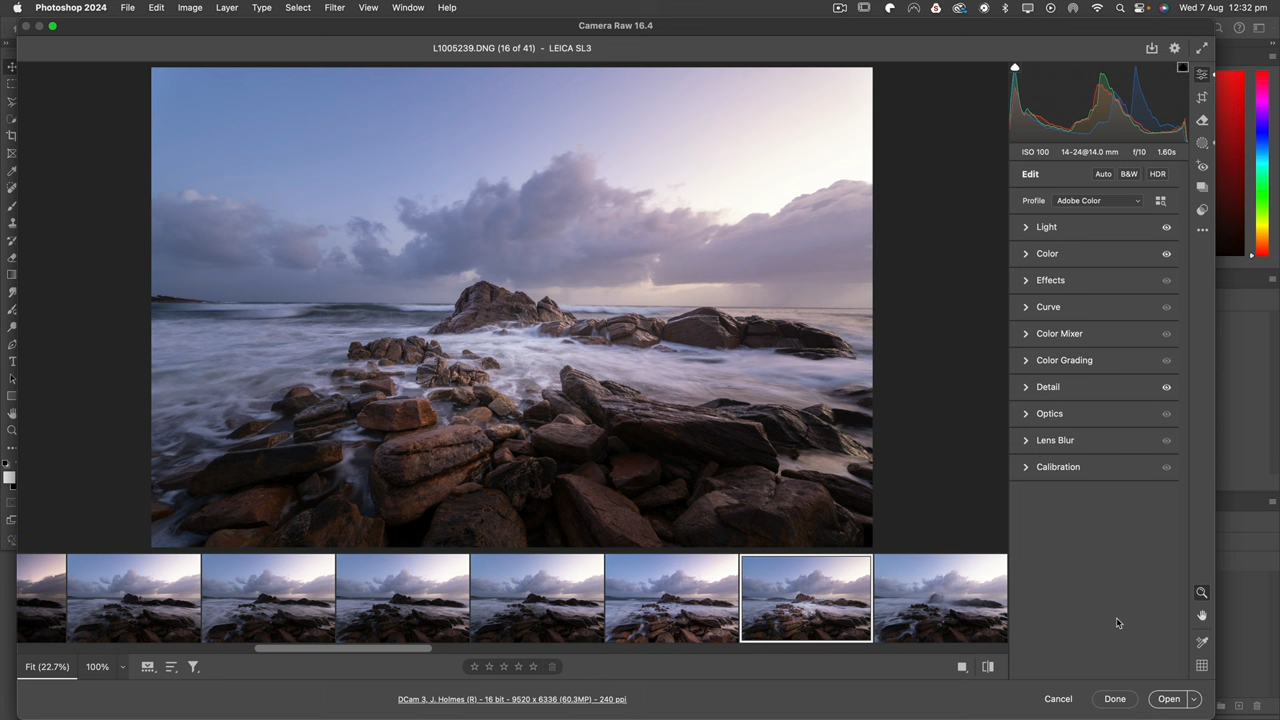 Photoshop 2024 File Edit Image Layer Type Select Filter View Window Help Wed 7 Aug 12:32 pm
Camera Raw 16.4
L1005239.DNG (16 of 41) - LEICA SL3
ISO 100 14-24@14.0 mm f/10 1.60s
Edit Auto B&W HDR
Profile Adobe Color
Light
Color
Effects
Curve
Color Mixer
Color Grading
Detail
Optics
Lens Blur
Calibration
Fit (22.7%) 100%
DCam 3, J. Holmes (R) - 16 bit - 9520 x 6336 (60.3MP) - 240 ppi
Cancel Done Open